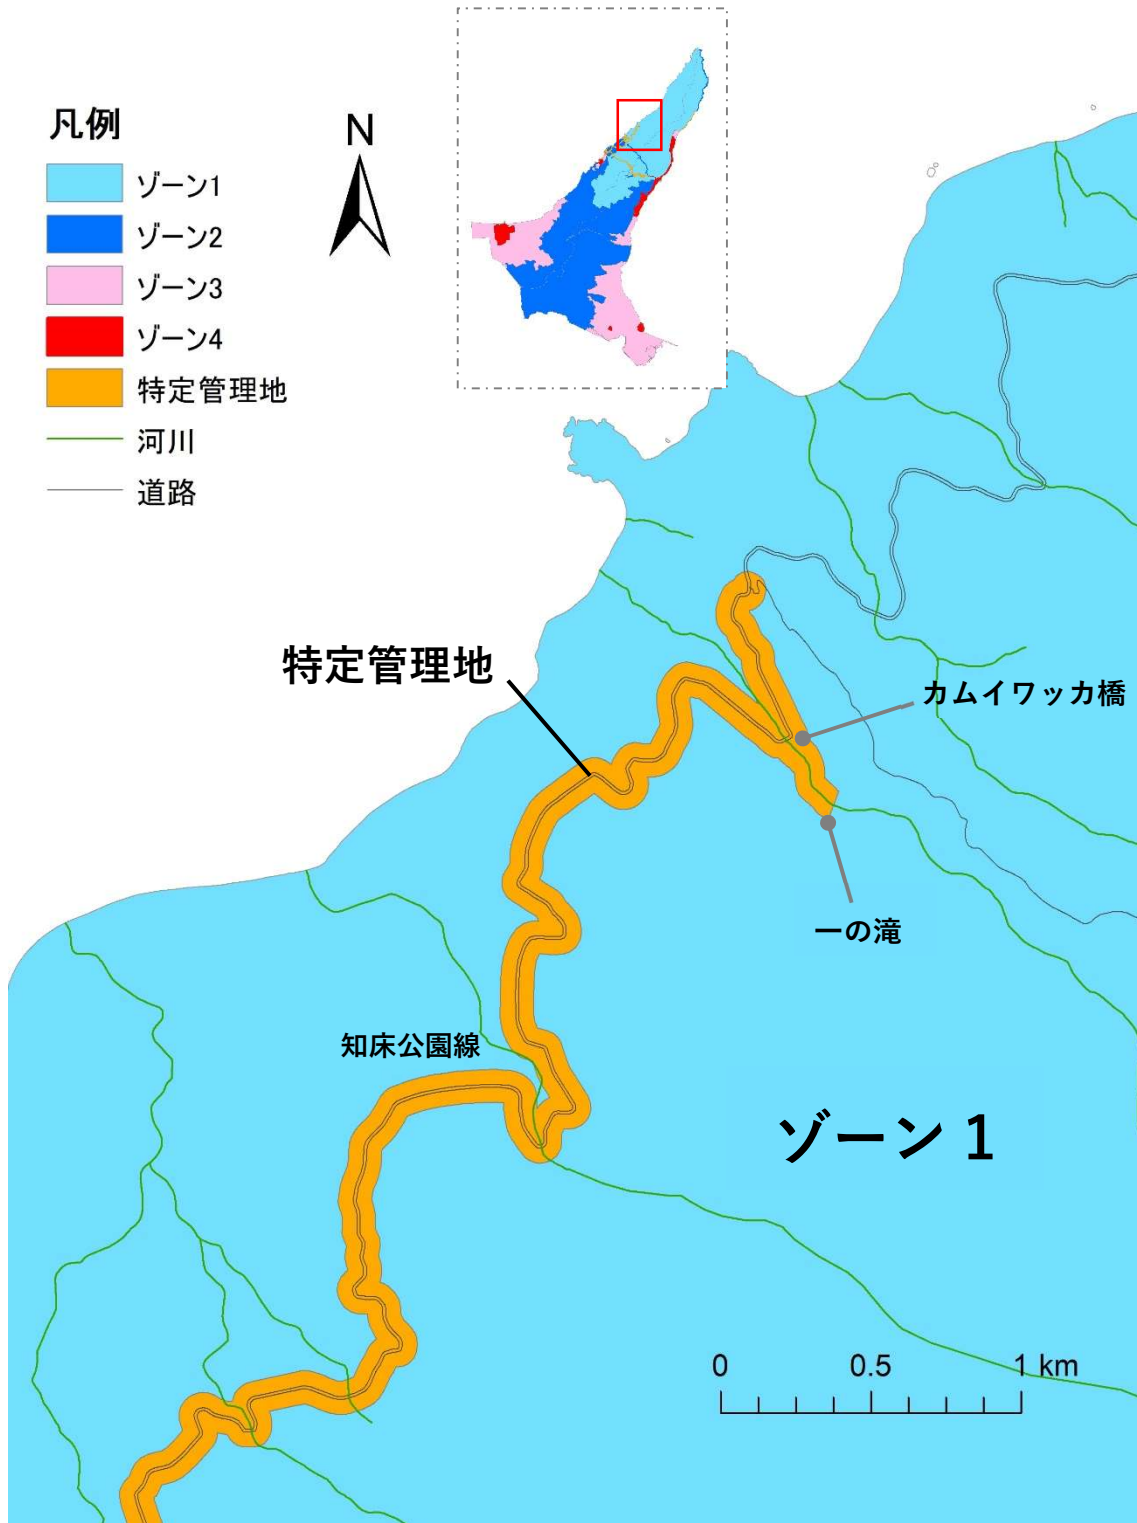 凡例
ゾーン1
ゾーン2
ゾーン3
ゾーン4
特定管理地
河川
道路
N
特定管理地
カムイワッカ橋
一の滝
知床公園線
ゾーン 1
0 0.5 1 km